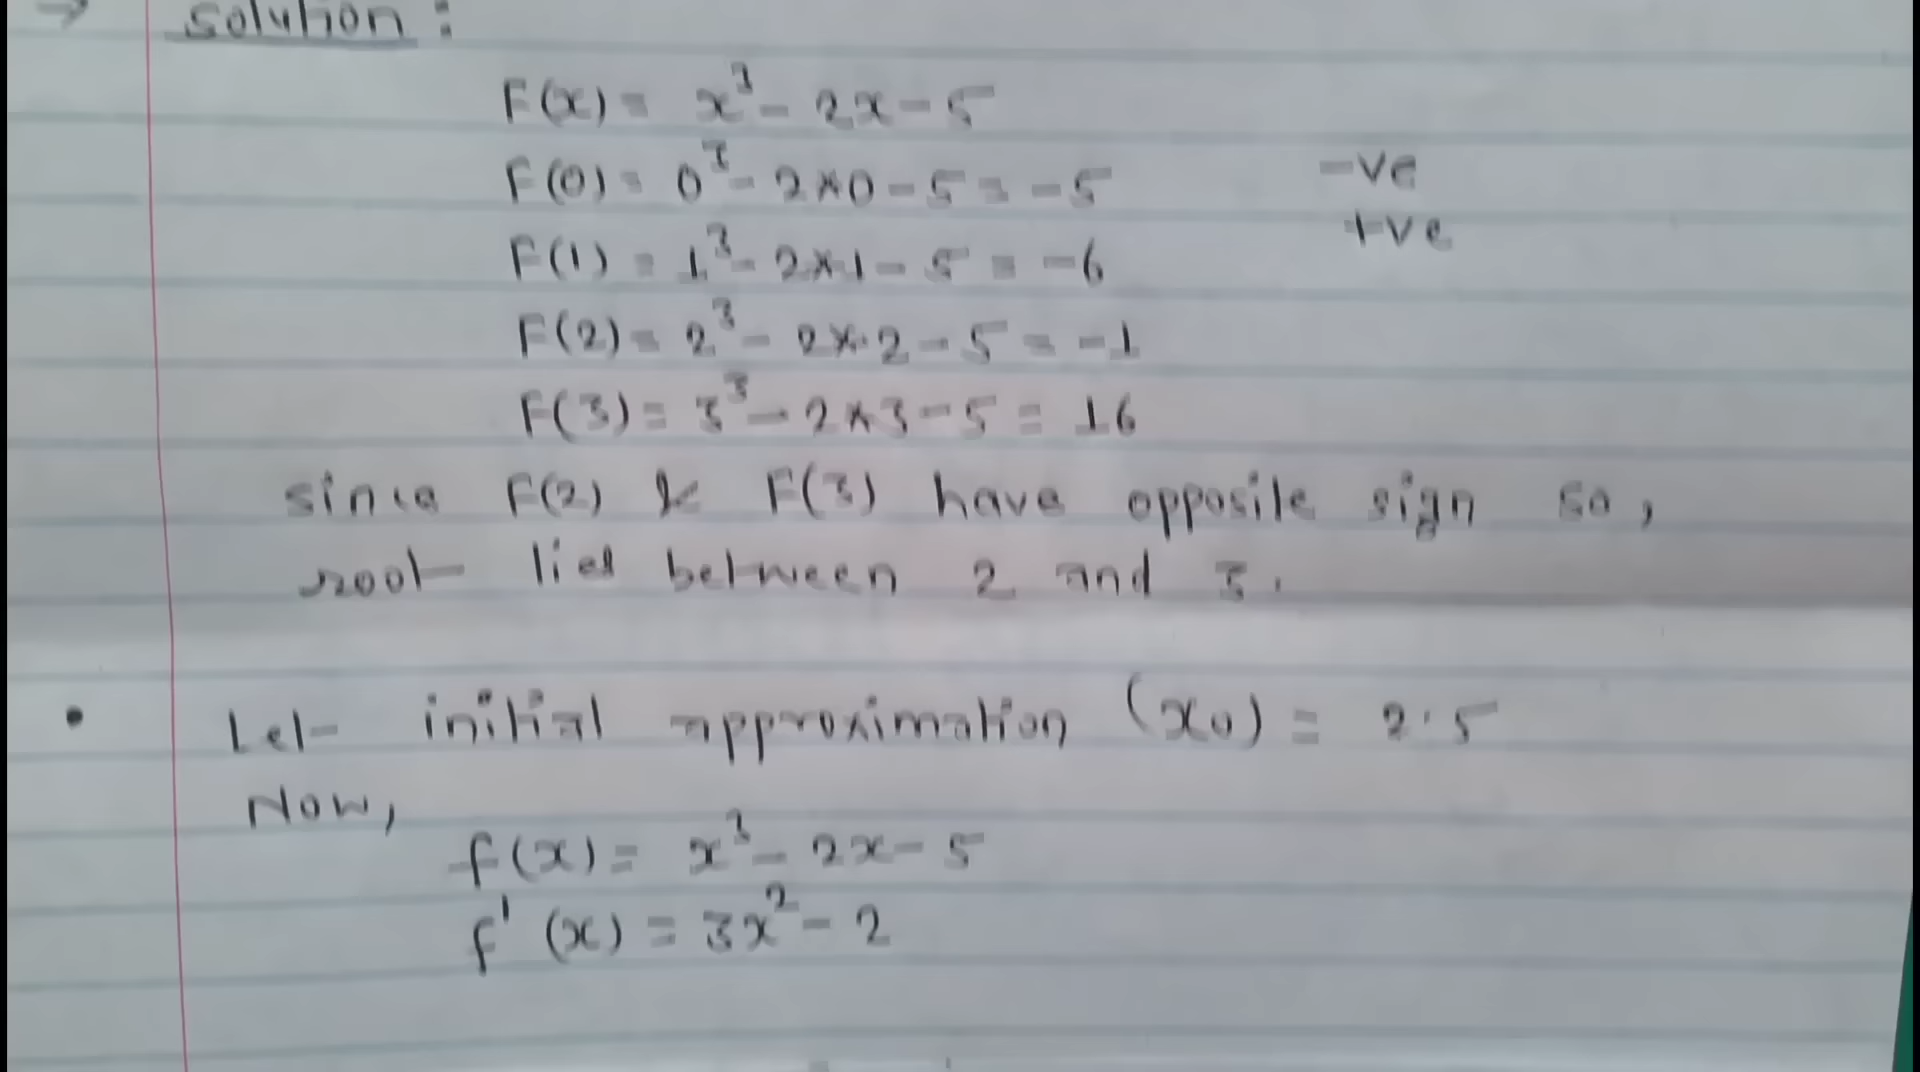 → Solution:
F(x) = x³ - 2x - 5
F(0) = 0³ - 2*0 - 5 = -5 -ve
+ve
F(1) = 1³ - 2*1 - 5 = -6
F(2) = 2³ - 2*2 - 5 = -1
F(3) = 3³ - 2*3 - 5 = 16
since F(2) & F(3) have opposite sign so,
root lies between 2 and 3.
• Let initial approximation (x₀) = 2.5
Now,
f(x) = x³ - 2x - 5
f'(x) = 3x² - 2